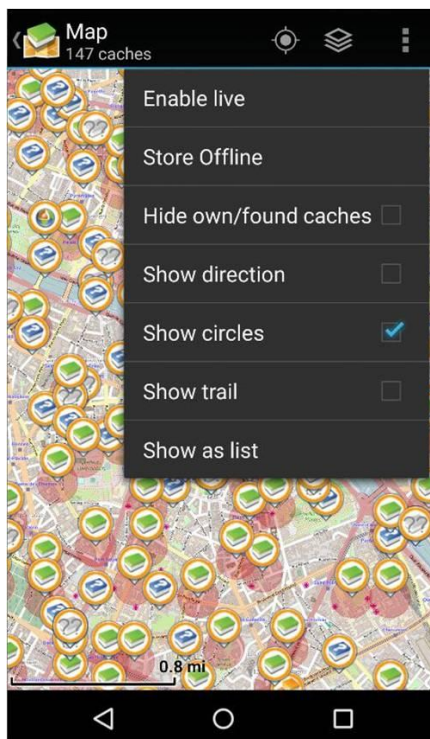 Map
147 caches
Enable live
Store Offline
Hide own/found caches
Show direction
Show circles
Show trail
Show as list
0.8 mi